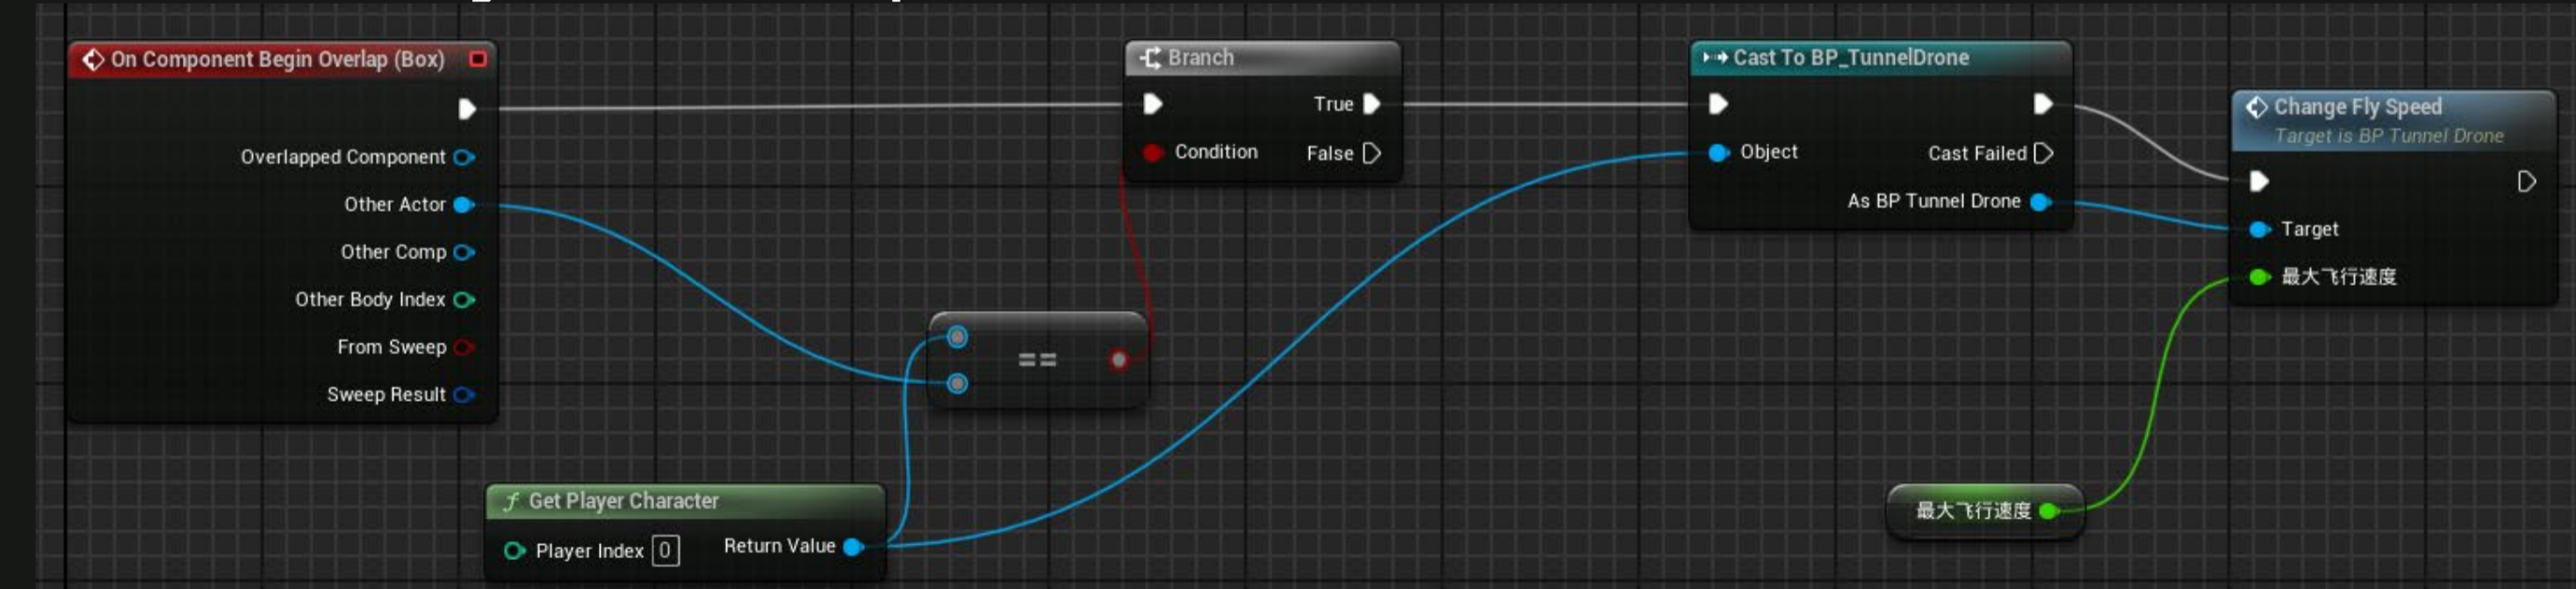 On Component Begin Overlap (Box)
Overlapped Component
Other Actor
Other Comp
Other Body Index
From Sweep
Sweep Result
Get Player Character
Player Index 0 Return Value
==
Branch
True
Condition False
Cast To BP_TunnelDrone
Object Cast Failed
As BP Tunnel Drone
最大飞行速度
Change Fly Speed
Target is BP Tunnel Drone
Target
最大飞行速度